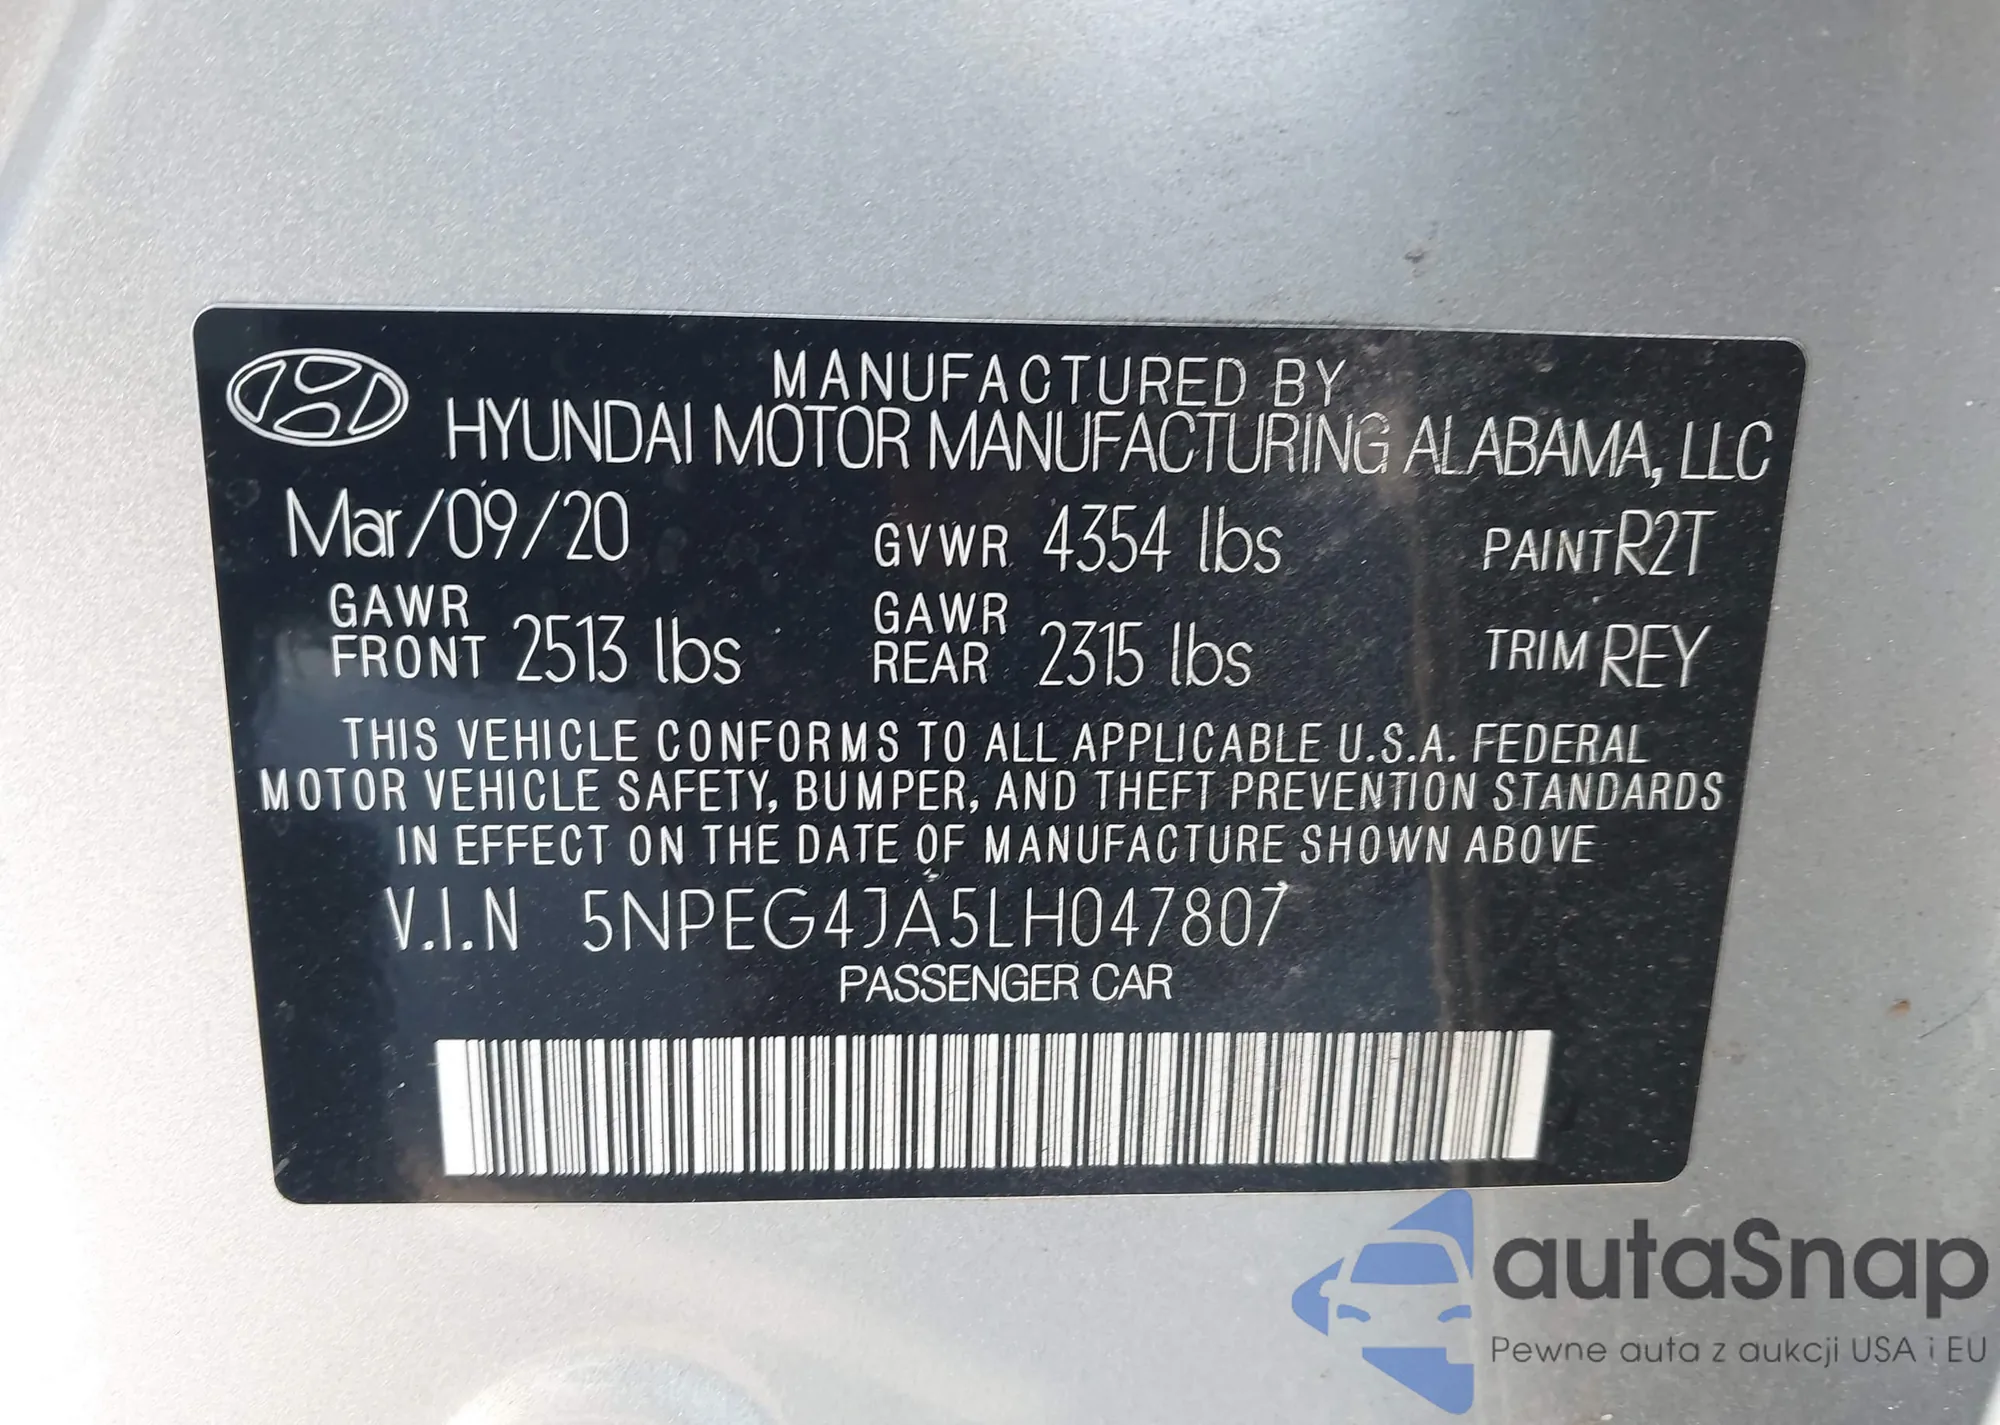 MANUFACTURED BY
HYUNDAI MOTOR MANUFACTURING ALABAMA, LLC
Mar/09/20 GVWR 4354 lbs PAINT R2T
GAWR FRONT 2513 lbs GAWR REAR 2315 lbs TRIM REY
THIS VEHICLE CONFORMS TO ALL APPLICABLE U.S.A. FEDERAL
MOTOR VEHICLE SAFETY, BUMPER, AND THEFT PREVENTION STANDARDS
IN EFFECT ON THE DATE OF MANUFACTURE SHOWN ABOVE
V.I.N 5NPEG4JA5LH047807
PASSENGER CAR
autaSnap
Pewne auta z aukcji USA i EU